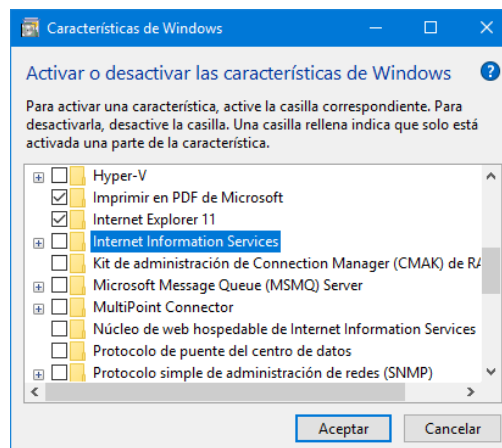 Características de Windows
Activar o desactivar las características de Windows
Para activar una característica, active la casilla correspondiente. Para
desactivarla, desactive la casilla. Una casilla rellena indica que solo está
activada una parte de la característica.
Hyper-V
Imprimir en PDF de Microsoft
Internet Explorer 11
Internet Information Services
Kit de administración de Connection Manager (CMAK) de RA
Microsoft Message Queue (MSMQ) Server
MultiPoint Connector
Núcleo de web hospedable de Internet Information Services
Protocolo de puente del centro de datos
Protocolo simple de administración de redes (SNMP)
Aceptar Cancelar